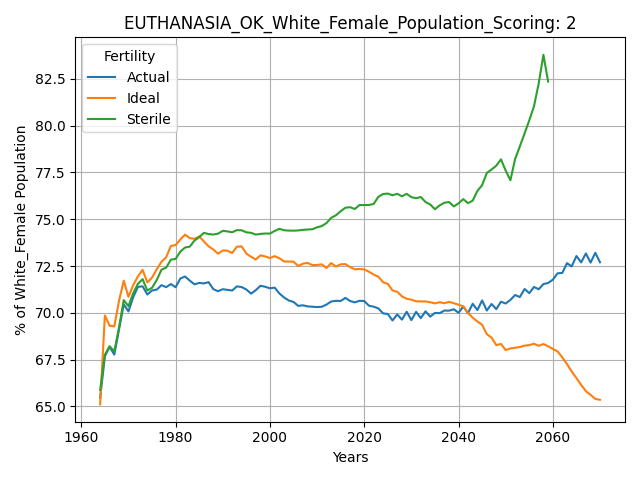 EUTHANASIA_OK_White_Female_Population_Scoring: 2
% of White_Female Population
82.5
80.0
77.5
75.0
72.5
70.0
67.5
65.0
Fertility
Actual
Ideal
Sterile
1960
1980
2000
2020
2040
2060
Years